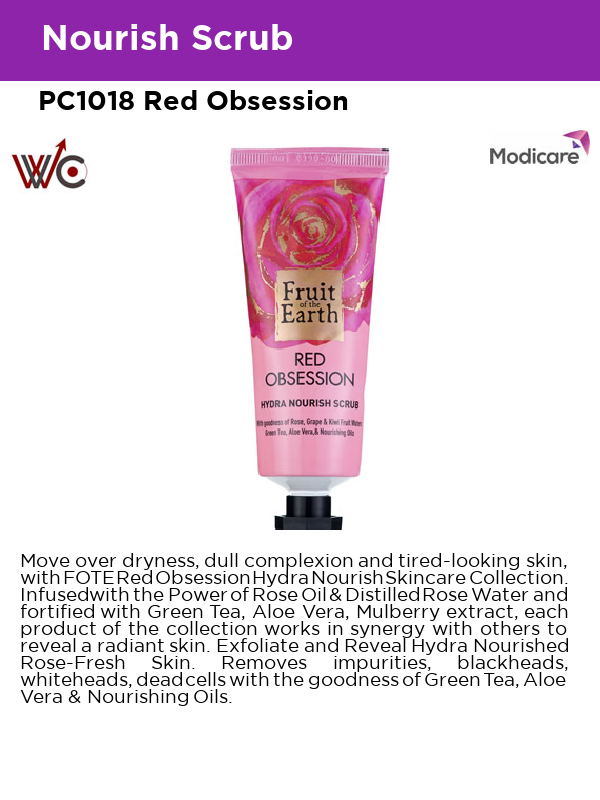 Nourish Scrub
PC1018 Red Obsession
WC
Modicare
Fruit
of the
Earth
RED
OBSESSION
HYDRA NOURISH SCRUB
With goodness of Rose, Grape & Kiwi Fruit Water
Green Tea, Aloe Vera,& Nourishing Oils
Move over dryness, dull complexion and tired-looking skin,
with FOTE Red Obsession Hydra Nourish Skincare Collection.
Infusedwith the Power of Rose Oil & Distilled Rose Water and
fortified with Green Tea, Aloe Vera, Mulberry extract, each
product of the collection works in synergy with others to
reveal a radiant skin. Exfoliate and Reveal Hydra Nourished
Rose-Fresh Skin. Removes impurities, blackheads,
whiteheads, dead cells with the goodness of Green Tea, Aloe
Vera & Nourishing Oils.